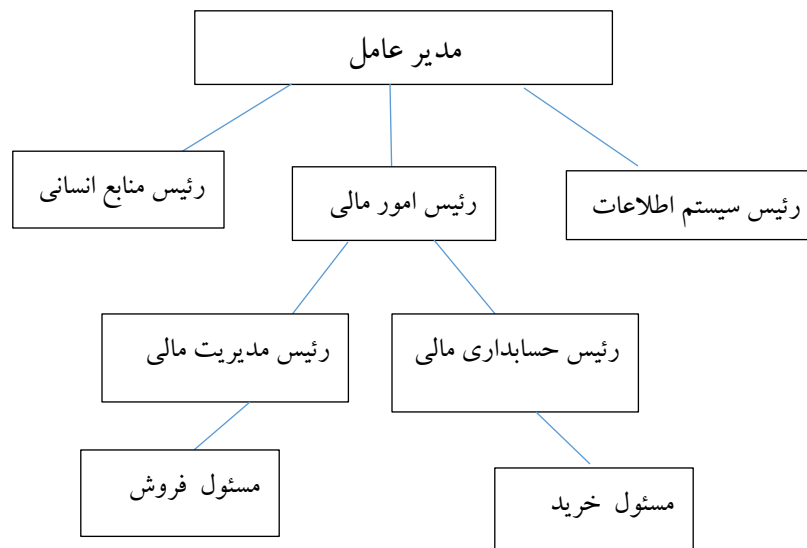 مدیر عامل
رئیس سیستم اطلاعات
رئیس امور مالی
رئیس منابع انسانی
رئیس حسابداری مالی
رئیس مدیریت مالی
مسئول خرید
مسئول فروش